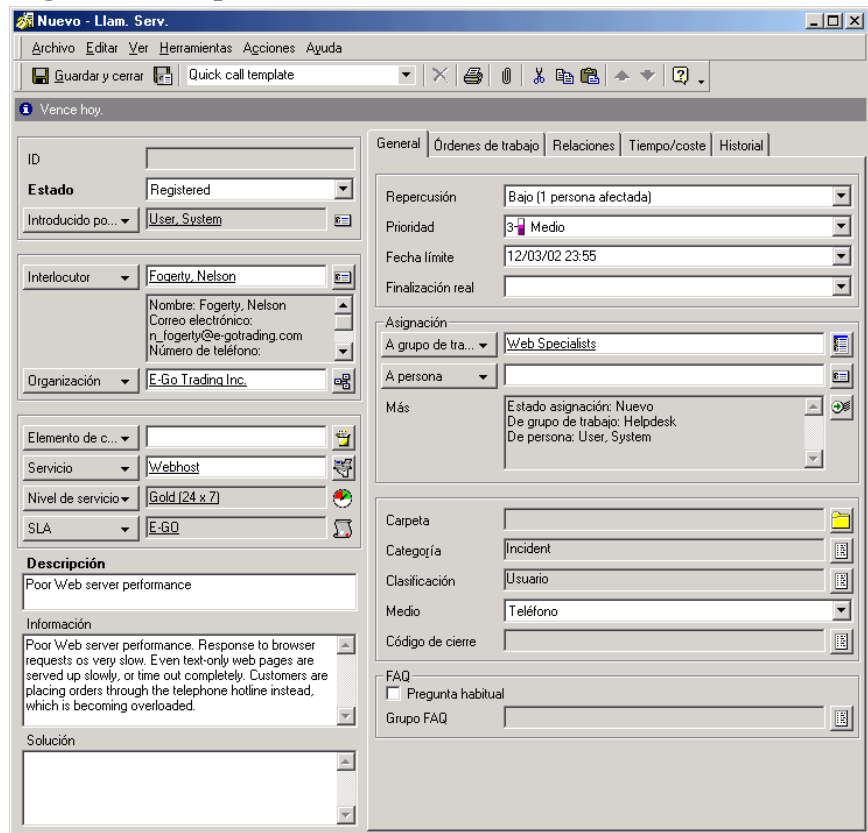 Nuevo - Llam. Serv.
Archivo Editar Ver Herramientas Acciones Ayuda
Guardar y cerrar Quick call template
Vence hoy.
ID
Estado Registered
Introducido po... User, System
Interlocutor Fogerty, Nelson
Nombre: Fogerty, Nelson
Correo electrónico:
n_fogerty@e-gotrading.com
Número de teléfono:
Organización E-Go Trading Inc.
Elemento de c...
Servicio Webhost
Nivel de servicio Gold (24 x 7)
SLA E-GO
Descripción
Poor Web server performance
Información
Poor Web server performance. Response to browser
requests os very slow. Even text-only web pages are
served up slowly, or time out completely. Customers are
placing orders through the telephone hotline instead,
which is becoming overloaded.
Solución
General Órdenes de trabajo Relaciones Tiempo/coste Historial
Repercusión Bajo (1 persona afectada)
Prioridad 3- Medio
Fecha límite 12/03/02 23:55
Finalización real
Asignación
A grupo de tra... Web Specialists
A persona
Más Estado asignación: Nuevo
De grupo de trabajo: Helpdesk
De persona: User, System
Carpeta
Categoría Incident
Clasificación Usuario
Medio Teléfono
Código de cierre
FAQ
Pregunta habitual
Grupo FAQ